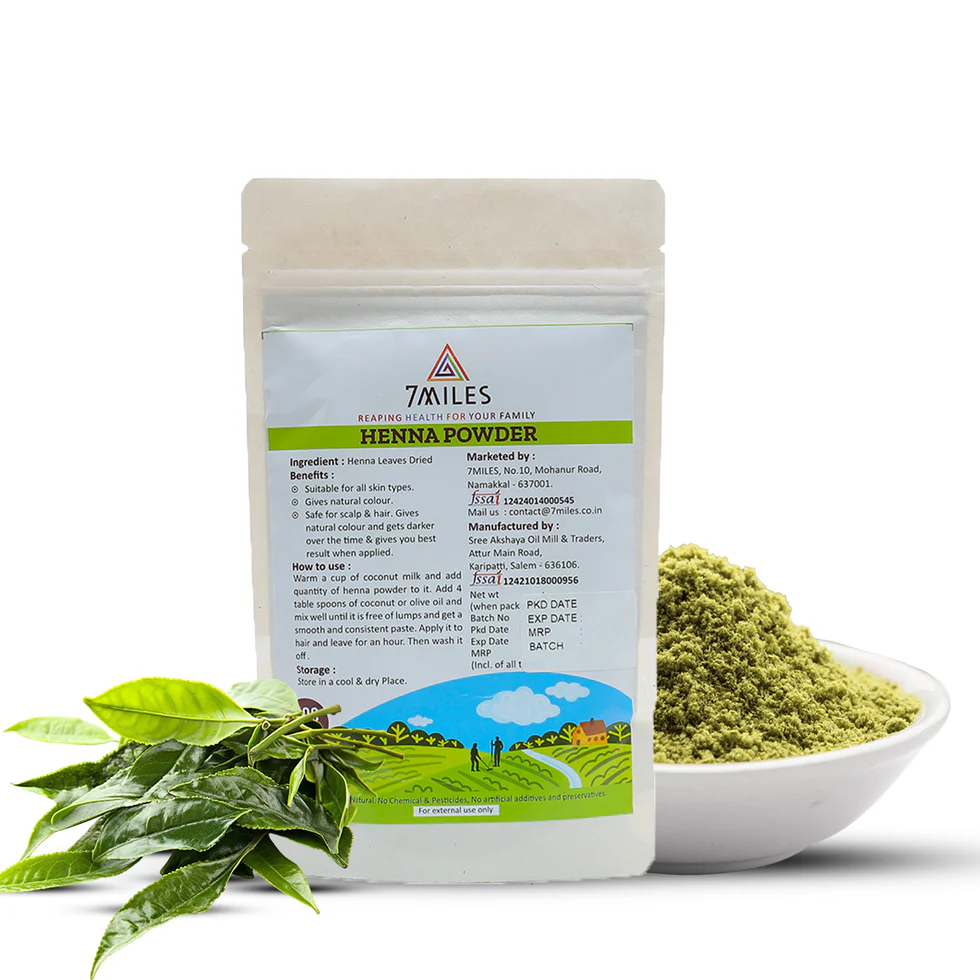 7MILES
REAPING HEALTH FOR YOUR FAMILY
HENNA POWDER
Ingredient : Henna Leaves Dried
Benefits :
Suitable for all skin types.
Gives natural colour.
Safe for scalp & hair. Gives
natural colour and gets darker
over the time & gives you best
result when applied.
How to use :
Warm a cup of coconut milk and add
quantity of henna powder to it. Add 4
table spoons of coconut or olive oil and
mix well until it is free of lumps and get a
smooth and consistent paste. Apply it to
hair and leave for an hour. Then wash it
off.
Storage :
Store in a cool & dry Place.
Marketed by :
7MILES, No.10, Mohanur Road,
Namakkal - 637001.
fssai 12424014000545
Mail us : contact@7miles.co.in
Manufactured by :
Sree Akshaya Oil Mill & Traders,
Attur Main Road,
Karipatti, Salem - 636106.
fssai 12421018000956
Net wt
(when pack
Batch No
Pkd Date
Exp Date
MRP
(Incl. of all t
PKD DATE :
EXP DATE :
MRP :
BATCH :
Natural. No Chemical & Pesticides, No artificial additives and preservatives.
For external use only